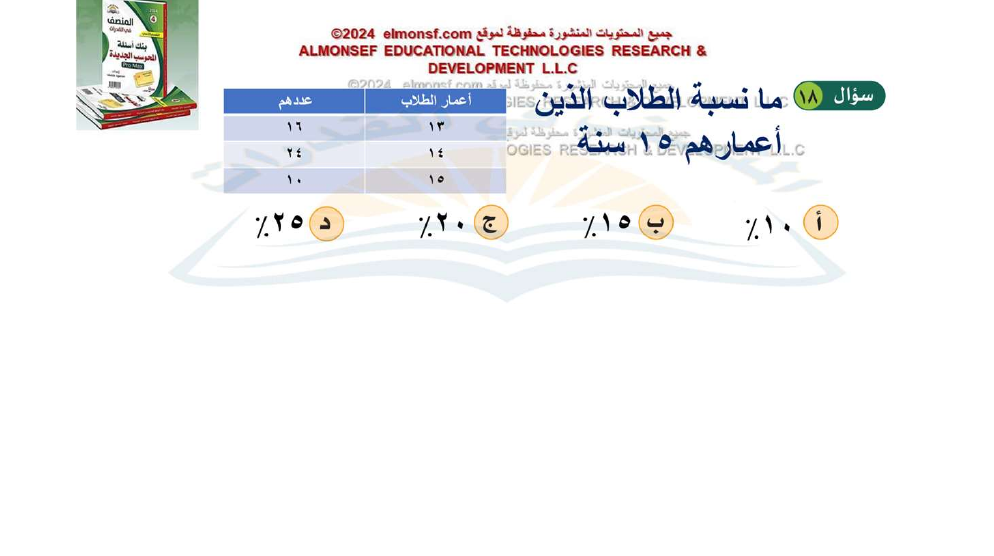 جميع المحتويات المنشورة محفوظة لموقع elmonsf.com ©2024
ALMONSEF EDUCATIONAL TECHNOLOGIES RESEARCH &
DEVELOPMENT L.L.C
سؤال ١٨
ما نسبة الطلاب الذين
أعمارهم ١٥ سنة
أعمار الطلاب عددهم
١٣ ١٦
١٤ ٢٤
١٥ ١٠
أ ١٠٪ ب ١٥٪ ج ٢٠٪ د ٢٥٪
المنصف
في القدرات
بنك أسئلة
المحوسب الجديدة